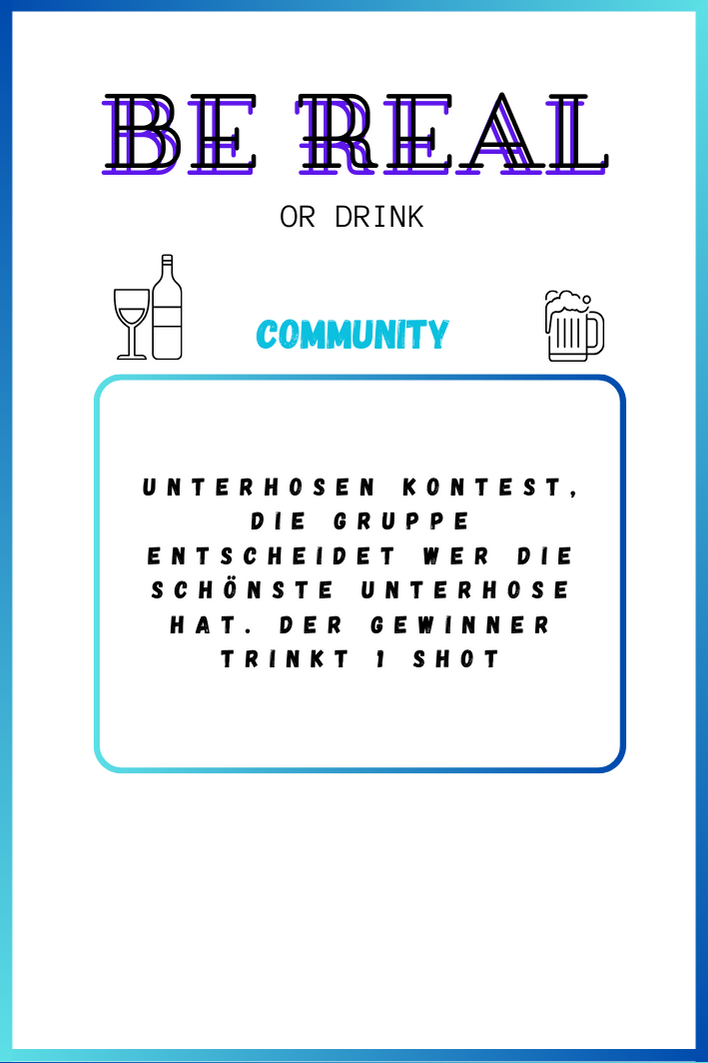 BE REAL
OR DRINK
COMMUNITY
UNTERHOSEN KONTEST,
DIE GRUPPE
ENTSCHEIDET WER DIE
SCHÖNSTE UNTERHOSE
HAT. DER GEWINNER
TRINKT 1 SHOT